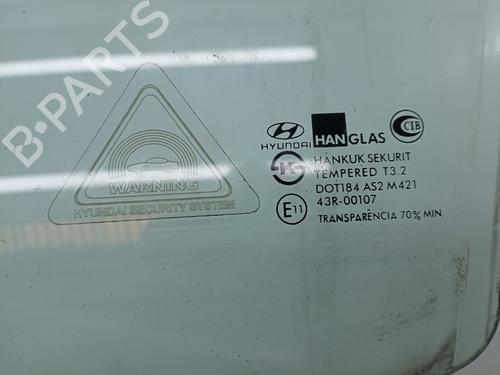 B-PARTS
WARNING
HYUNDAI SECURITY SYSTEM
HYUNDAI
HANGLAS
CIB
HANKUK SEKURIT
TEMPERED T3.2
DOT184 AS2 M421
E11
43R-00107
TRANSPARÊNCIA 70% MIN.